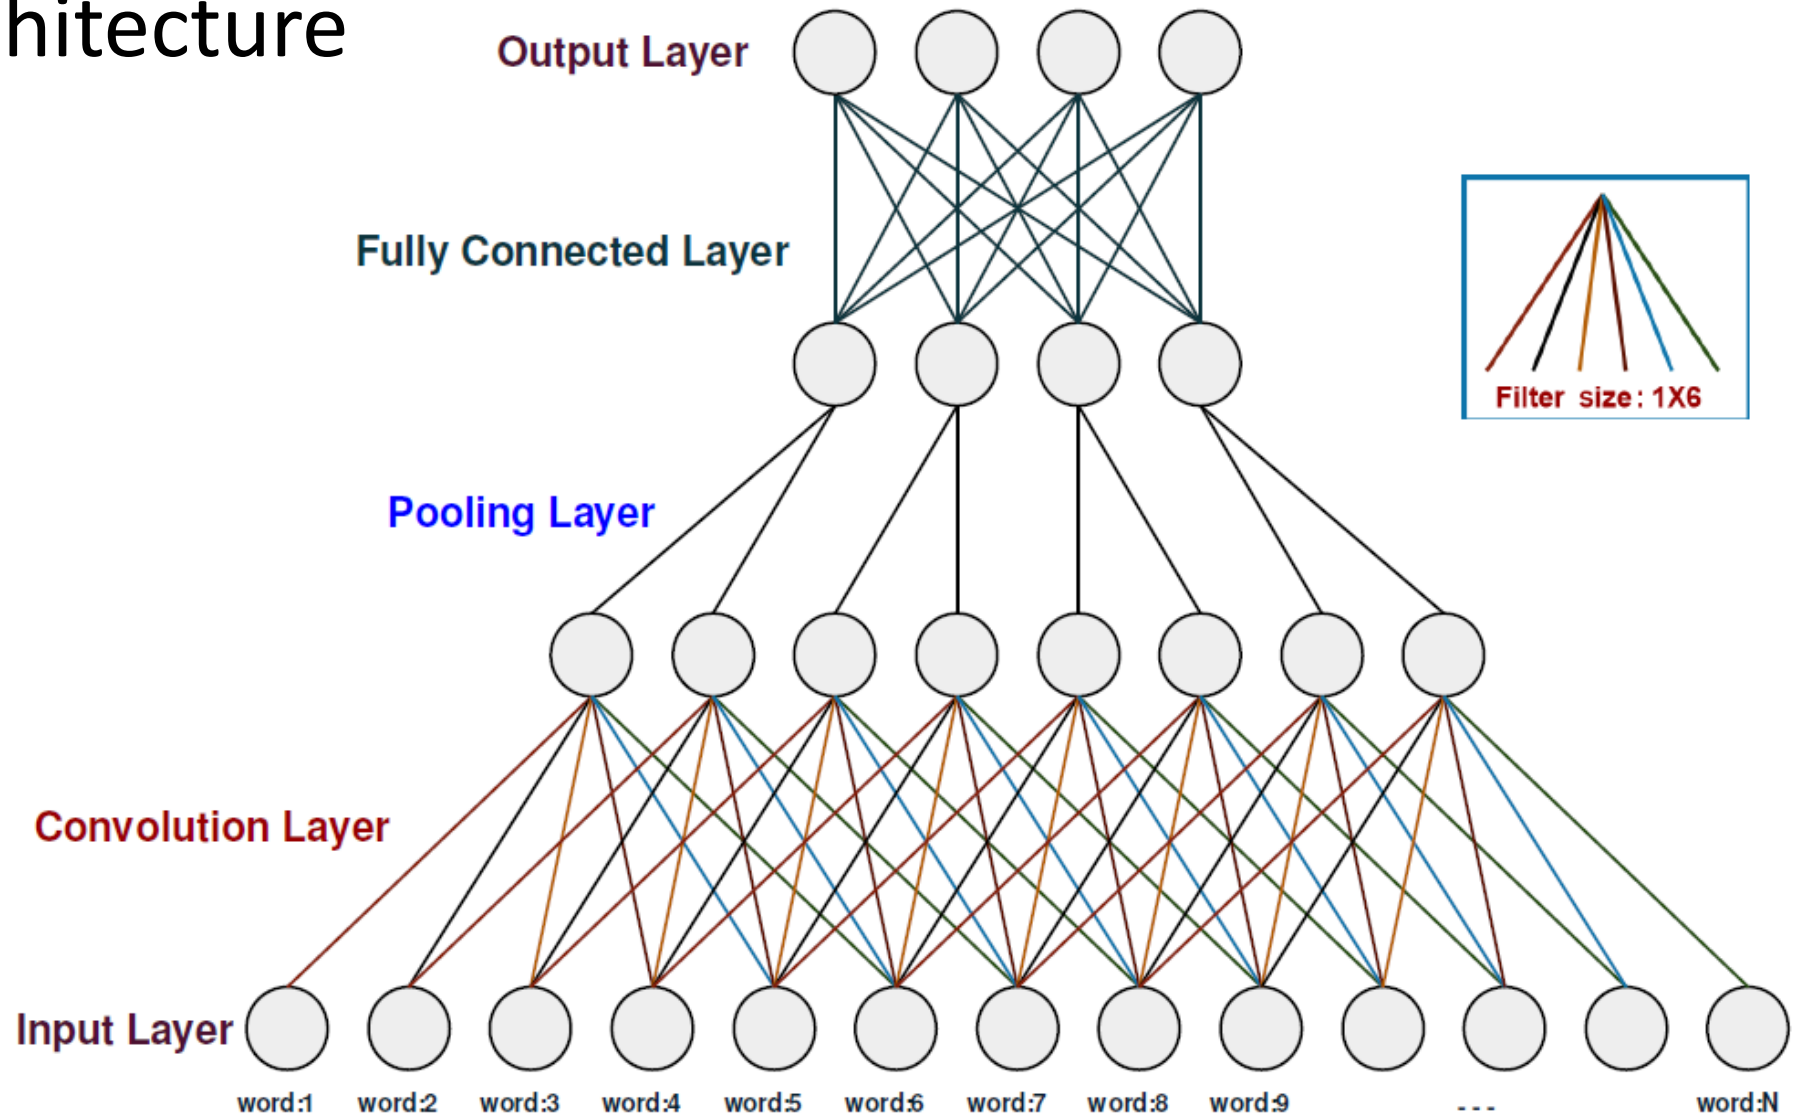 hitecture
Output Layer
Fully Connected Layer
Filter size: 1X6
Pooling Layer
Convolution Layer
Input Layer
word:1 word:2 word:3 word:4 word:5 word:6 word:7 word:8 word:9 --- word:N